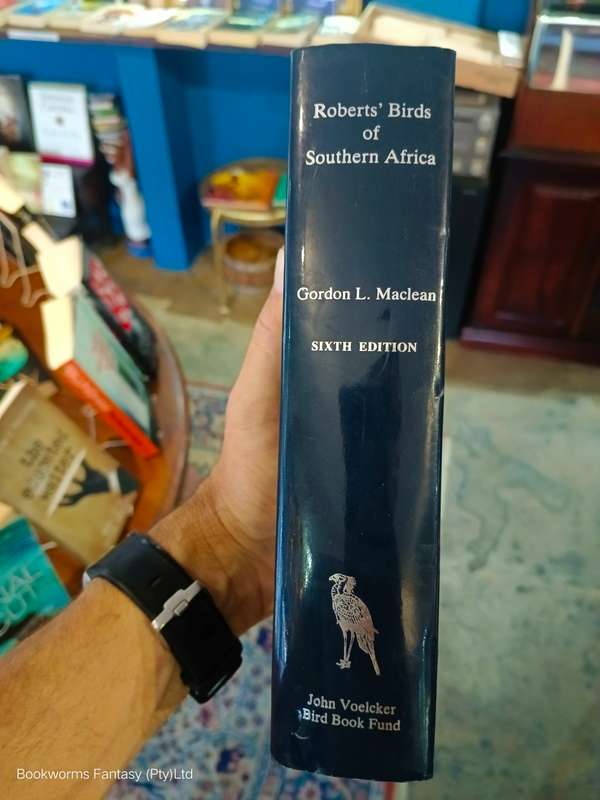 Roberts' Birds
of
Southern Africa
Gordon L. Maclean
SIXTH EDITION
John Voelcker
Bird Book Fund
Bookworms Fantasy (Pty)Ltd